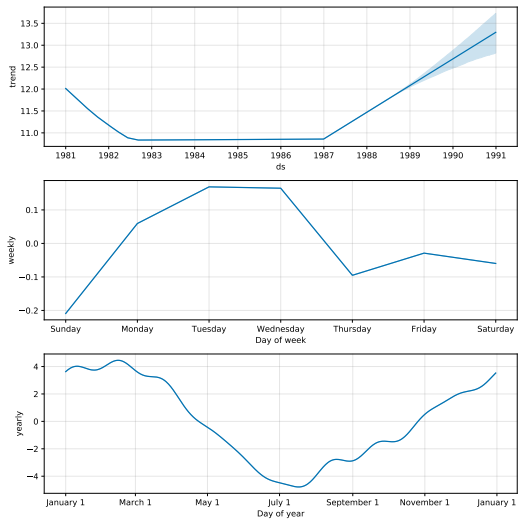 13.5
13.0
12.5
12.0
11.5
11.0
trend
1981 1982 1983 1984 1985 1986 1987 1988 1989 1990 1991
ds
0.1
0.0
−0.1
−0.2
weekly
Sunday Monday Tuesday Wednesday Thursday Friday Saturday
Day of week
4
2
0
−2
−4
yearly
January 1 March 1 May 1 July 1 September 1 November 1 January 1
Day of year